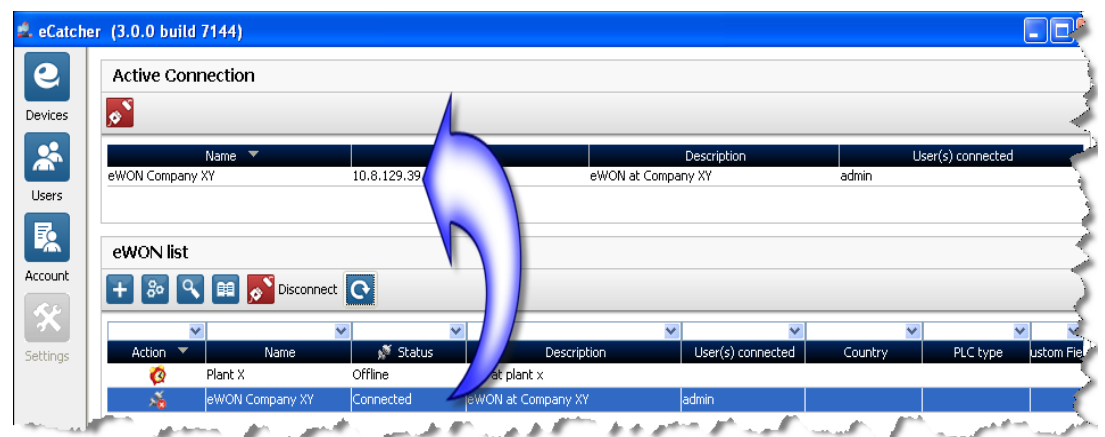 eCatcher (3.0.0 build 7144)
Active Connection
Devices
Name Description User(s) connected
eWON Company XY 10.8.129.39 eWON at Company XY admin
Users
eWON list
Account
Disconnect
Settings
Action Name Status Description User(s) connected Country PLC type ustom Fie
Plant X Offline at plant x
eWON Company XY Connected eWON at Company XY admin